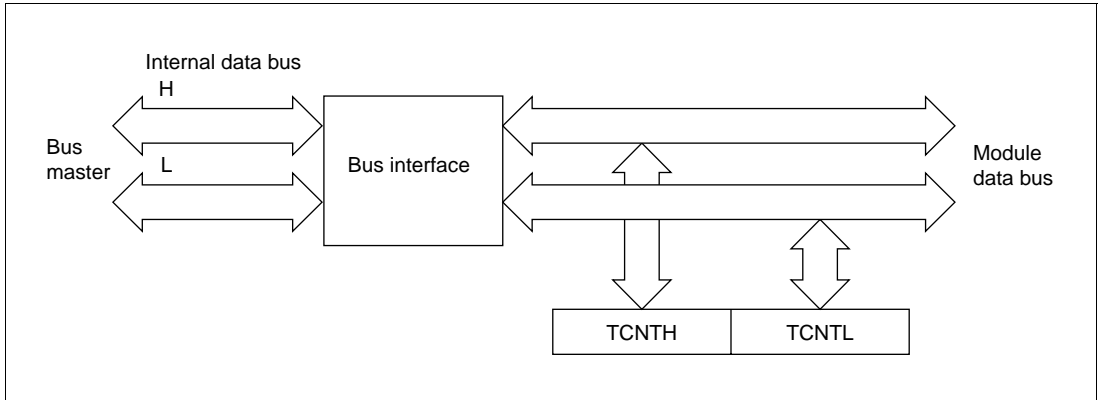 Internal data bus
H
Bus
master
L
Bus interface
Module
data bus
TCNTH
TCNTL